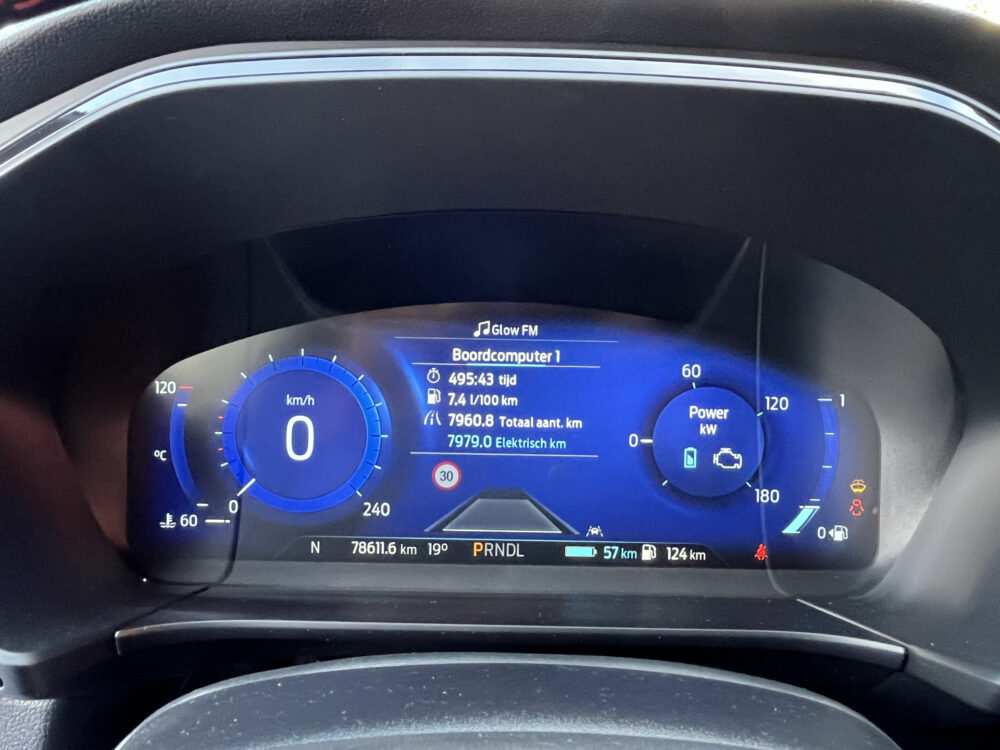 Glow FM
Boordcomputer 1
495:43 tijd
7,4 l/100 km
7960.8 Totaal aant. km
7979.0 Elektrisch km
30
120
ºC
60
km/h
0
0
240
60
0
120
Power
kW
180
1
0
N 78611.6 km 19º PRNDL 57 km 124 km